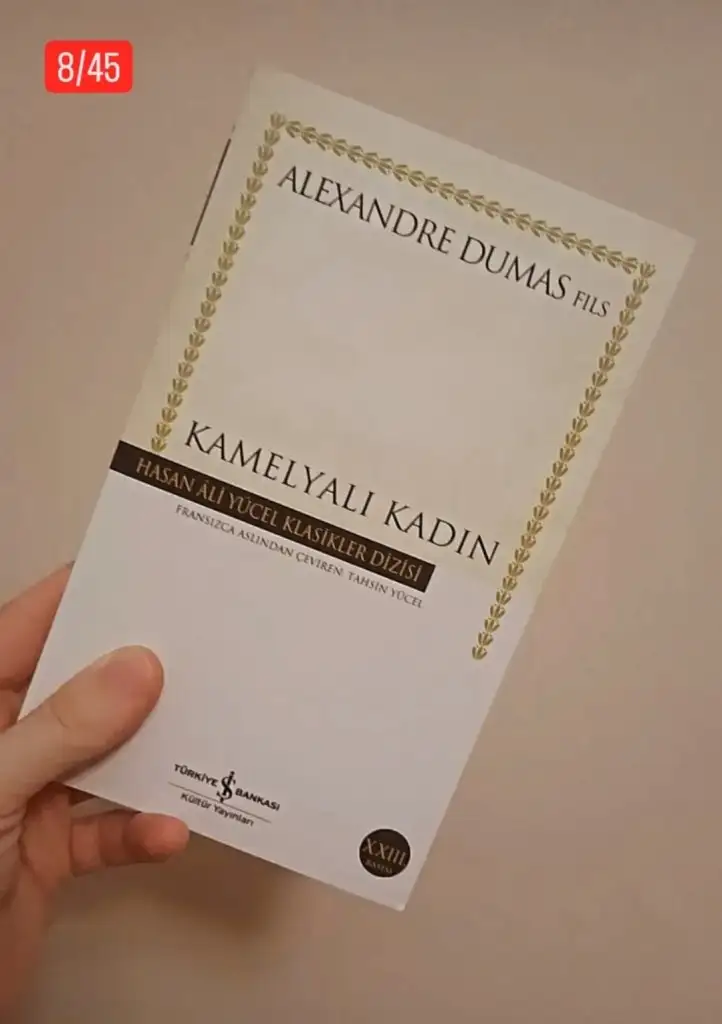 8/45
ALEXANDRE DUMAS FILS
KAMELYALI KADIN
HASAN ÂLİ YÜCEL KLASİKLER DİZİSİ
FRANSIZCA ASLINDAN ÇEVİREN: TAHSİN YÜCEL
TÜRKİYE İŞ BANKASI
Kültür Yayınları
XXIII.
BASIM